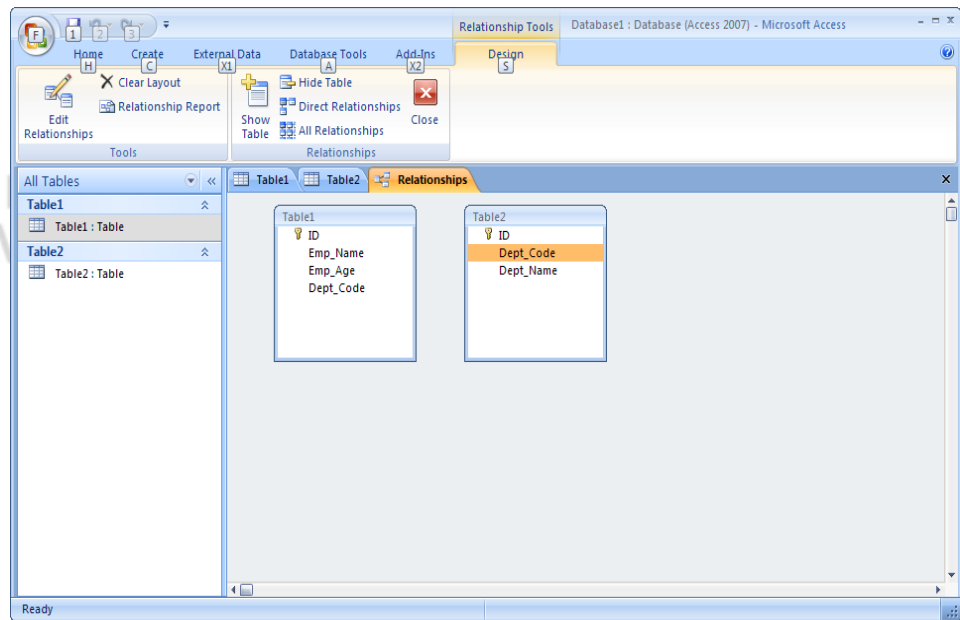 Relationship Tools Database1 : Database (Access 2007) - Microsoft Access
F 1 2 3
Home Create External Data Database Tools Add-Ins Design
H C X1 A X2 S
Edit Relationships
Clear Layout
Relationship Report
Tools
Show Table
Hide Table
Direct Relationships
All Relationships
Close
Relationships
All Tables
Table1
Table1 : Table
Table2
Table2 : Table
Table1 Table2 Relationships
Table1
ID
Emp_Name
Emp_Age
Dept_Code
Table2
ID
Dept_Code
Dept_Name
Ready